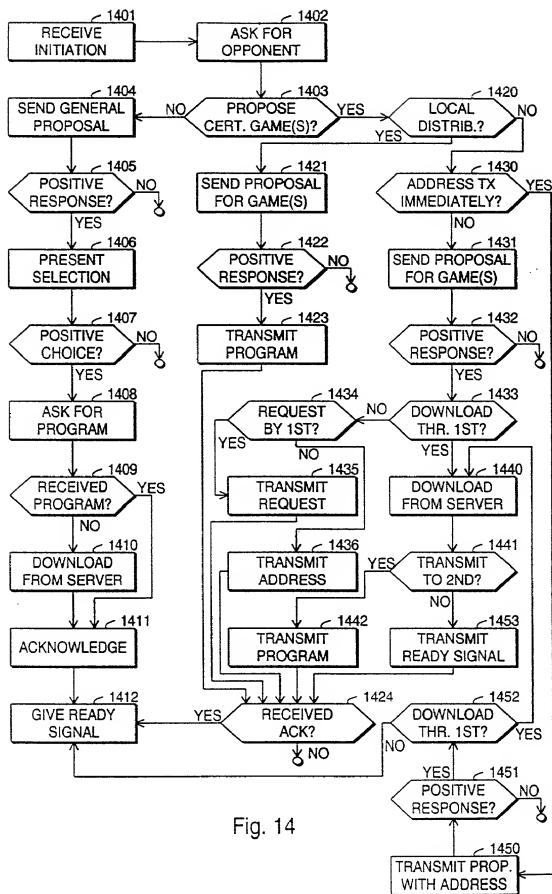 1401
RECEIVE
INITIATION
1402
ASK FOR
OPPONENT
1404
SEND GENERAL
PROPOSAL
NO
1403
PROPOSE
CERT. GAME(S)?
YES
1420
LOCAL
DISTRIB.?
NO
YES
1405
POSITIVE
RESPONSE?
NO
YES
1421
SEND PROPOSAL
FOR GAME(S)
1430
ADDRESS TX
IMMEDIATELY?
YES
NO
1406
PRESENT
SELECTION
1422
POSITIVE
RESPONSE?
NO
YES
1431
SEND PROPOSAL
FOR GAME(S)
1407
POSITIVE
CHOICE?
NO
YES
1423
TRANSMIT
PROGRAM
1432
POSITIVE
RESPONSE?
NO
YES
1408
ASK FOR
PROGRAM
1434
REQUEST
BY 1ST?
YES
NO
NO
1433
DOWNLOAD
THR. 1ST?
YES
1409
RECEIVED
PROGRAM?
YES
NO
1435
TRANSMIT
REQUEST
1440
DOWNLOAD
FROM SERVER
1410
DOWNLOAD
FROM SERVER
1436
TRANSMIT
ADDRESS
YES
1441
TRANSMIT
TO 2ND?
NO
1411
ACKNOWLEDGE
1442
TRANSMIT
PROGRAM
1453
TRANSMIT
READY SIGNAL
1412
GIVE READY
SIGNAL
YES
1424
RECEIVED
ACK?
NO
1452
DOWNLOAD
THR. 1ST?
NO
YES
YES
1451
POSITIVE
RESPONSE?
NO
Fig. 14
1450
TRANSMIT PROP.
WITH ADDRESS